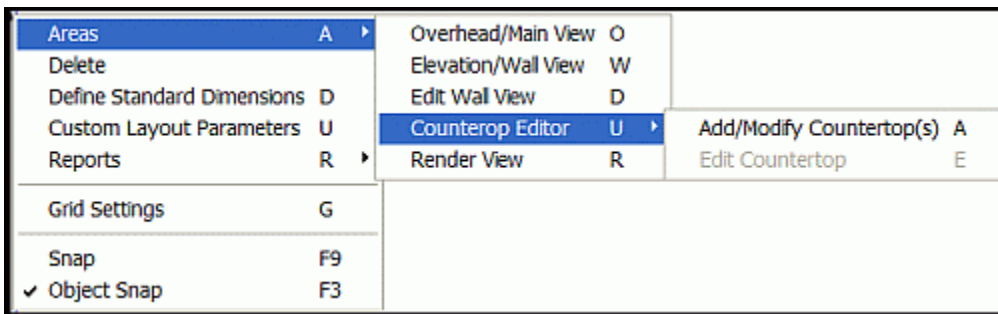 Areas A
Delete
Define Standard Dimensions D
Custom Layout Parameters U
Reports R
Grid Settings G
Snap F9
Object Snap F3
Overhead/Main View O
Elevation/Wall View W
Edit Wall View D
Counterop Editor U
Render View R
Add/Modify Countertop(s) A
Edit Countertop E